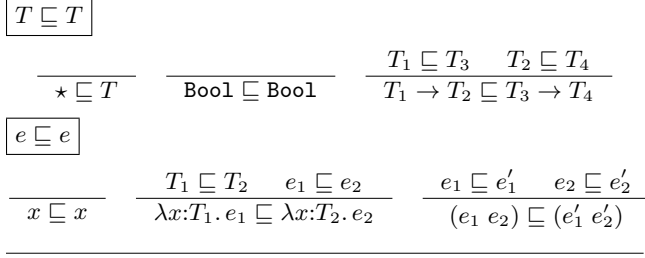 T ⊑ T
T₁ ⊑ T₃ T₂ ⊑ T₄
⋆ ⊑ T Bool ⊑ Bool T₁ → T₂ ⊑ T₃ → T₄
e ⊑ e
T₁ ⊑ T₂ e₁ ⊑ e₂ e₁ ⊑ e′₁ e₂ ⊑ e′₂
x ⊑ x λx:T₁. e₁ ⊑ λx:T₂. e₂ (e₁ e₂) ⊑ (e′₁ e′₂)